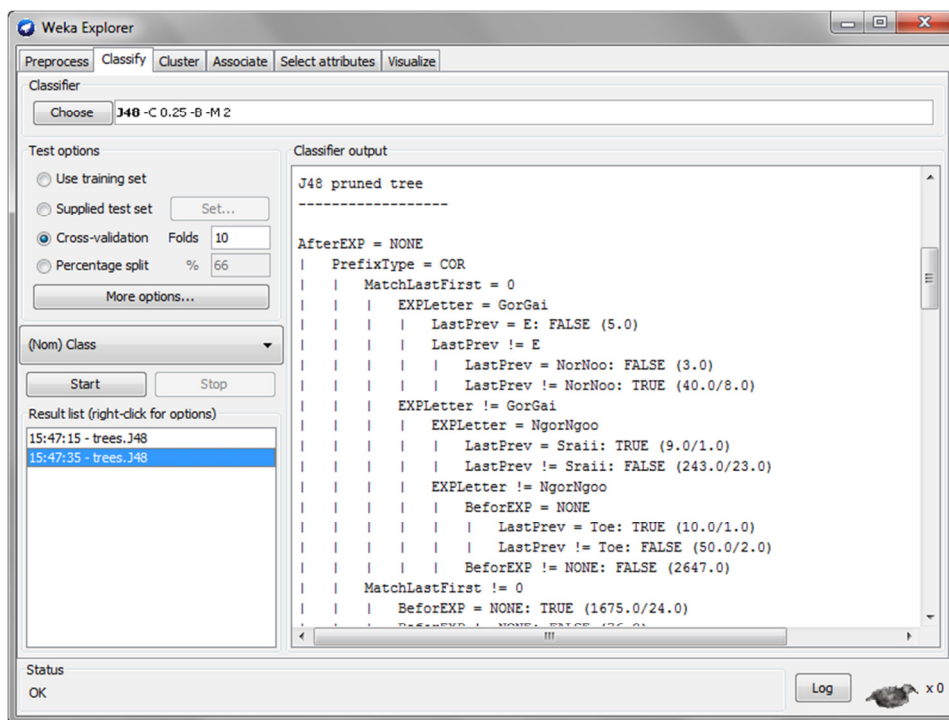 Weka Explorer
Preprocess Classify Cluster Associate Select attributes Visualize
Classifier
Choose J48 -C 0.25 -B -M 2
Test options
Use training set
Supplied test set Set...
Cross-validation Folds 10
Percentage split % 66
More options...
(Nom) Class
Start Stop
Result list (right-click for options)
15:47:15 - trees.J48
15:47:35 - trees.J48
Classifier output
J48 pruned tree
------------------
AfterEXP = NONE
|   PrefixType = COR
|   |   MatchLastFirst = 0
|   |   |   EXPLetter = GorGai
|   |   |   |   LastPrev = E: FALSE (5.0)
|   |   |   |   LastPrev != E
|   |   |   |   |   LastPrev = NorNoo: FALSE (3.0)
|   |   |   |   |   LastPrev != NorNoo: TRUE (40.0/8.0)
|   |   |   EXPLetter != GorGai
|   |   |   |   EXPLetter = NgorNgoo
|   |   |   |   |   LastPrev = Sraii: TRUE (9.0/1.0)
|   |   |   |   |   LastPrev != Sraii: FALSE (243.0/23.0)
|   |   |   |   EXPLetter != NgorNgoo
|   |   |   |   |   BeforEXP = NONE
|   |   |   |   |   |   LastPrev = Toe: TRUE (10.0/1.0)
|   |   |   |   |   |   LastPrev != Toe: FALSE (50.0/2.0)
|   |   |   |   |   BeforEXP != NONE: FALSE (2647.0)
|   |   MatchLastFirst != 0
|   |   |   BeforEXP = NONE: TRUE (1675.0/24.0)
Status
OK
Log x 0